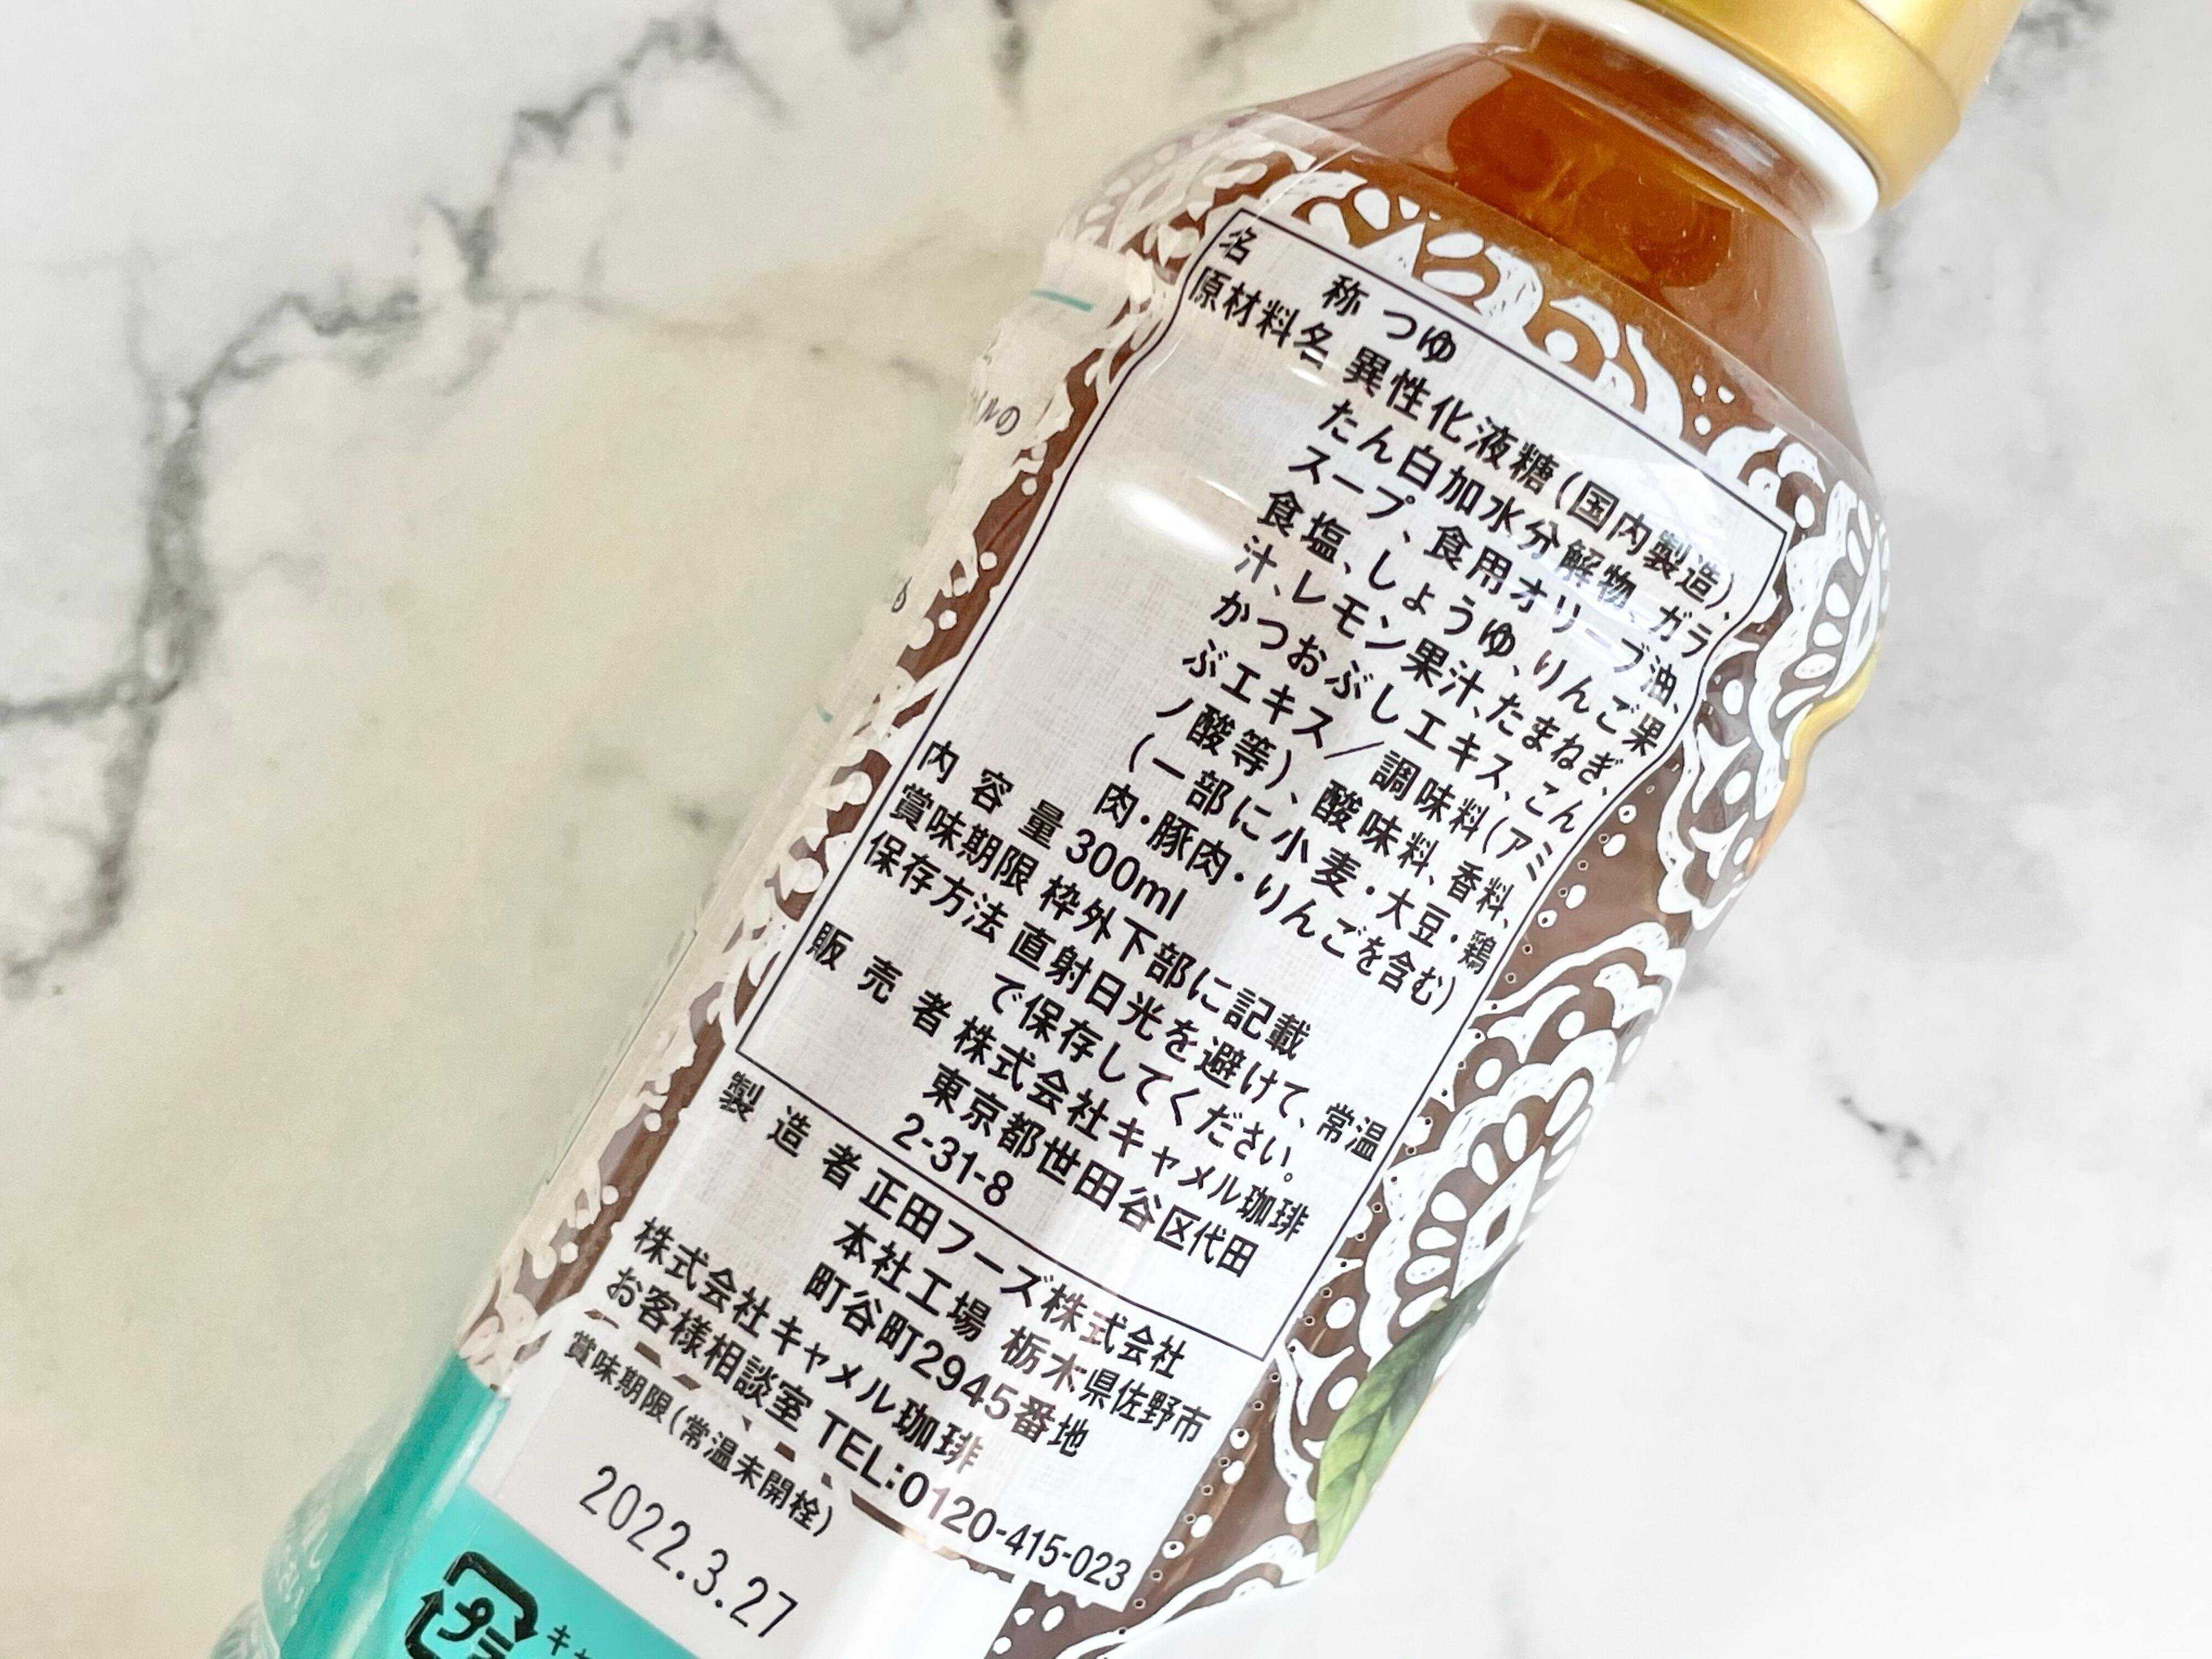 名称 つゆ
原材料名 異性化液糖(国内製造)、
たん白加水分解物、ガラ
スープ、食用オリーブ油、
食塩、しょうゆ、りんご果
汁、レモン果汁、たまねぎ、
かつおぶしエキス、こん
ぶエキス/調味料(アミ
ノ酸等)、酸味料、香料、
(一部に小麦・大豆・鶏
肉・豚肉・りんごを含む)
内容量 300ml
賞味期限 枠外下部に記載
保存方法 直射日光を避けて、常温
で保存してください。
販売者 株式会社キャメル珈琲
東京都世田谷区代田
2-31-8
製造者 正田フーズ株式会社
本社工場 栃木県佐野市
町谷町2945番地
株式会社キャメル珈琲
お客様相談室 TEL:0120-415-023
賞味期限(常温未開栓)
2022.3.27
プラ